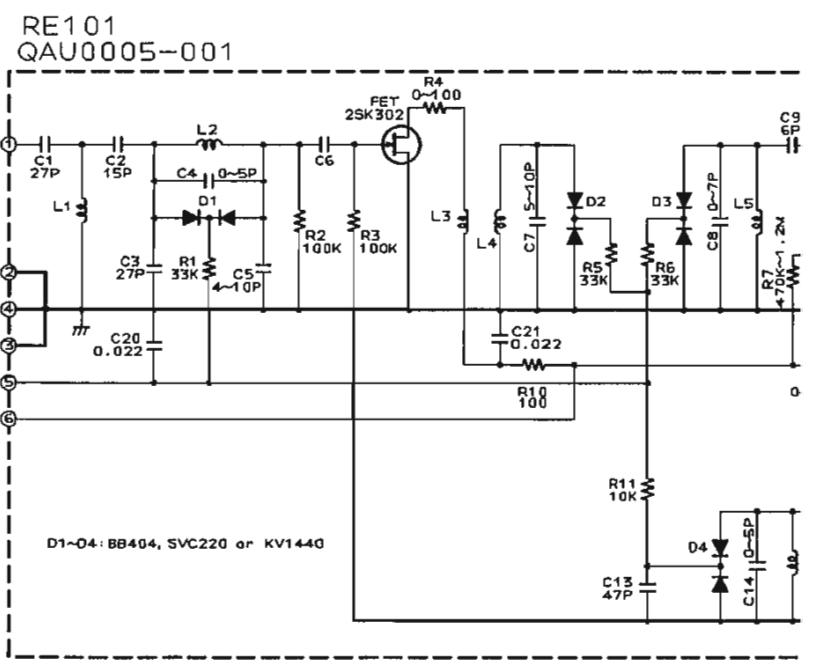 RE101
QAU0005-001
R4
0~100
FET
2SK302
C9
6P
1
C1
27P
C2
15P
L2
C6
C4
0~5P
L1
D1
R2
100K
R3
100K
L3
L4
C7
5~10P
D2
D3
C8
0~7P
L5
R5
33K
R6
33K
R7
470K~1.2M
C3
27P
R1
33K
C5
4~10P
2
4
3
5
6
C20
0.022
C21
0.022
R10
100
0
R11
10K
D1~D4: BB404, SVC220 or KV1440
D4
C14
0~5P
C13
47P